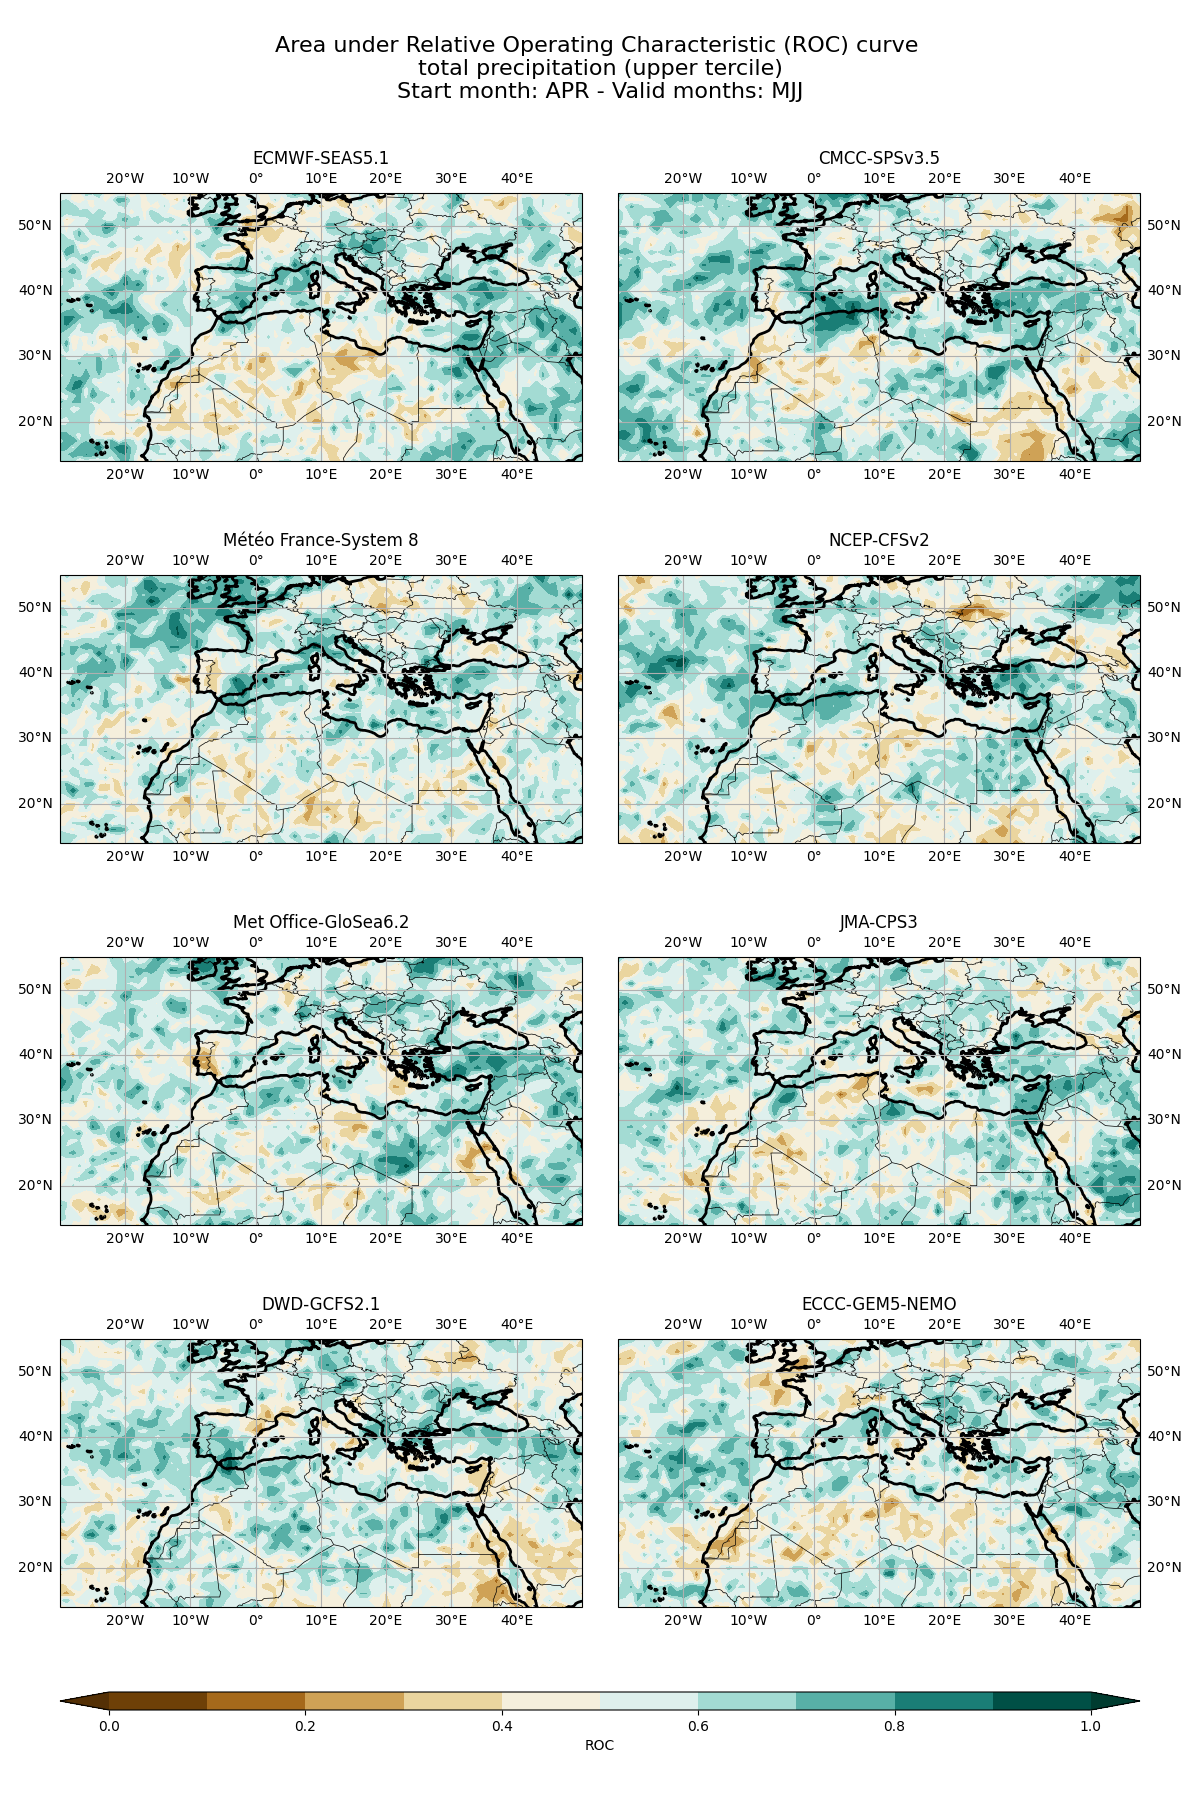 Area under Relative Operating Characteristic (ROC) curve
total precipitation (upper tercile)
Start month: APR - Valid months: MJJ
ECMWF-SEAS5.1
20°W 10°W 0° 10°E 20°E 30°E 40°E
50°N
40°N
30°N
20°N
20°W 10°W 0° 10°E 20°E 30°E 40°E
CMCC-SPSv3.5
20°W 10°W 0° 10°E 20°E 30°E 40°E
50°N
40°N
30°N
20°N
20°W 10°W 0° 10°E 20°E 30°E 40°E
Météo France-System 8
20°W 10°W 0° 10°E 20°E 30°E 40°E
50°N
40°N
30°N
20°N
20°W 10°W 0° 10°E 20°E 30°E 40°E
NCEP-CFSv2
20°W 10°W 0° 10°E 20°E 30°E 40°E
50°N
40°N
30°N
20°N
20°W 10°W 0° 10°E 20°E 30°E 40°E
Met Office-GloSea6.2
20°W 10°W 0° 10°E 20°E 30°E 40°E
50°N
40°N
30°N
20°N
20°W 10°W 0° 10°E 20°E 30°E 40°E
JMA-CPS3
20°W 10°W 0° 10°E 20°E 30°E 40°E
50°N
40°N
30°N
20°N
20°W 10°W 0° 10°E 20°E 30°E 40°E
DWD-GCFS2.1
20°W 10°W 0° 10°E 20°E 30°E 40°E
50°N
40°N
30°N
20°N
20°W 10°W 0° 10°E 20°E 30°E 40°E
ECCC-GEM5-NEMO
20°W 10°W 0° 10°E 20°E 30°E 40°E
50°N
40°N
30°N
20°N
20°W 10°W 0° 10°E 20°E 30°E 40°E
0.0 0.2 0.4 0.6 0.8 1.0
ROC